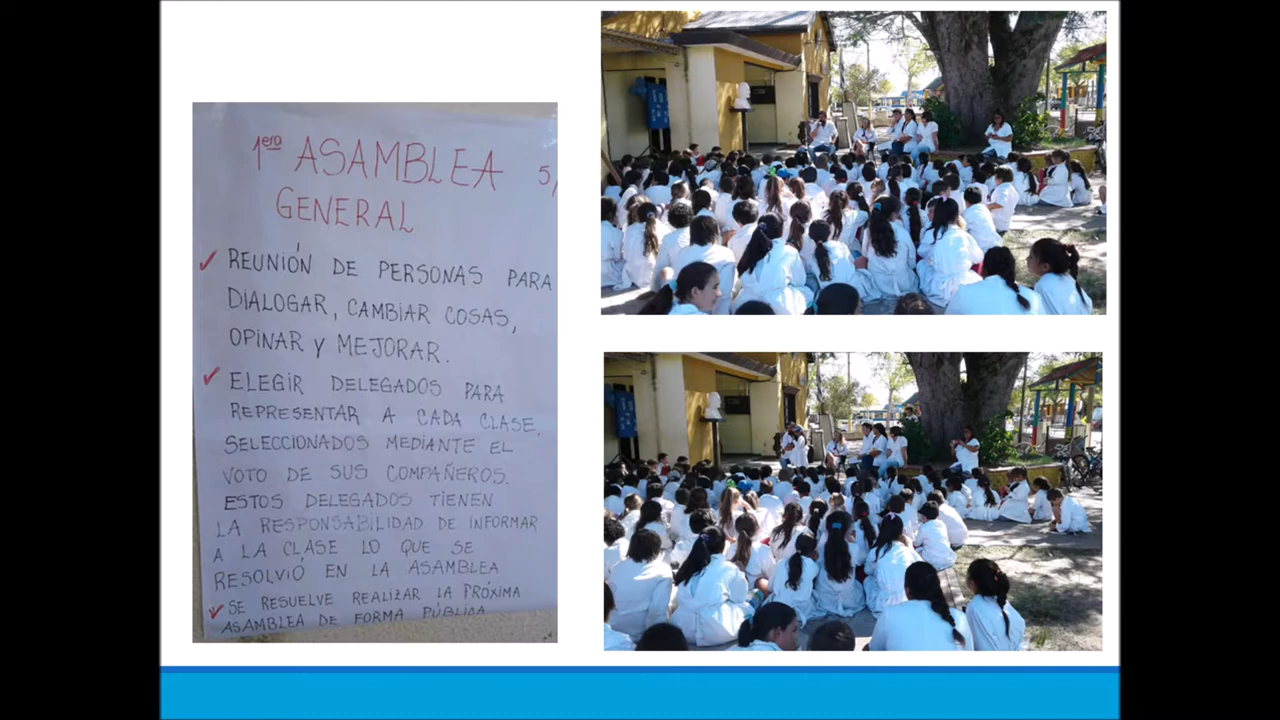 1era ASAMBLEA 5/
GENERAL
✓ REUNIÓN DE PERSONAS PARA
DIALOGAR, CAMBIAR COSAS,
OPINAR Y MEJORAR.
✓ ELEGIR DELEGADOS PARA
REPRESENTAR A CADA CLASE,
SELECCIONADOS MEDIANTE EL
VOTO DE SUS COMPAÑEROS.
ESTOS DELEGADOS TIENEN
LA RESPONSABILIDAD DE INFORMAR
A LA CLASE LO QUE SE
RESOLVIÓ EN LA ASAMBLEA
✓ SE RESUELVE REALIZAR LA PRÓXIMA
ASAMBLEA DE FORMA PÚBLICA